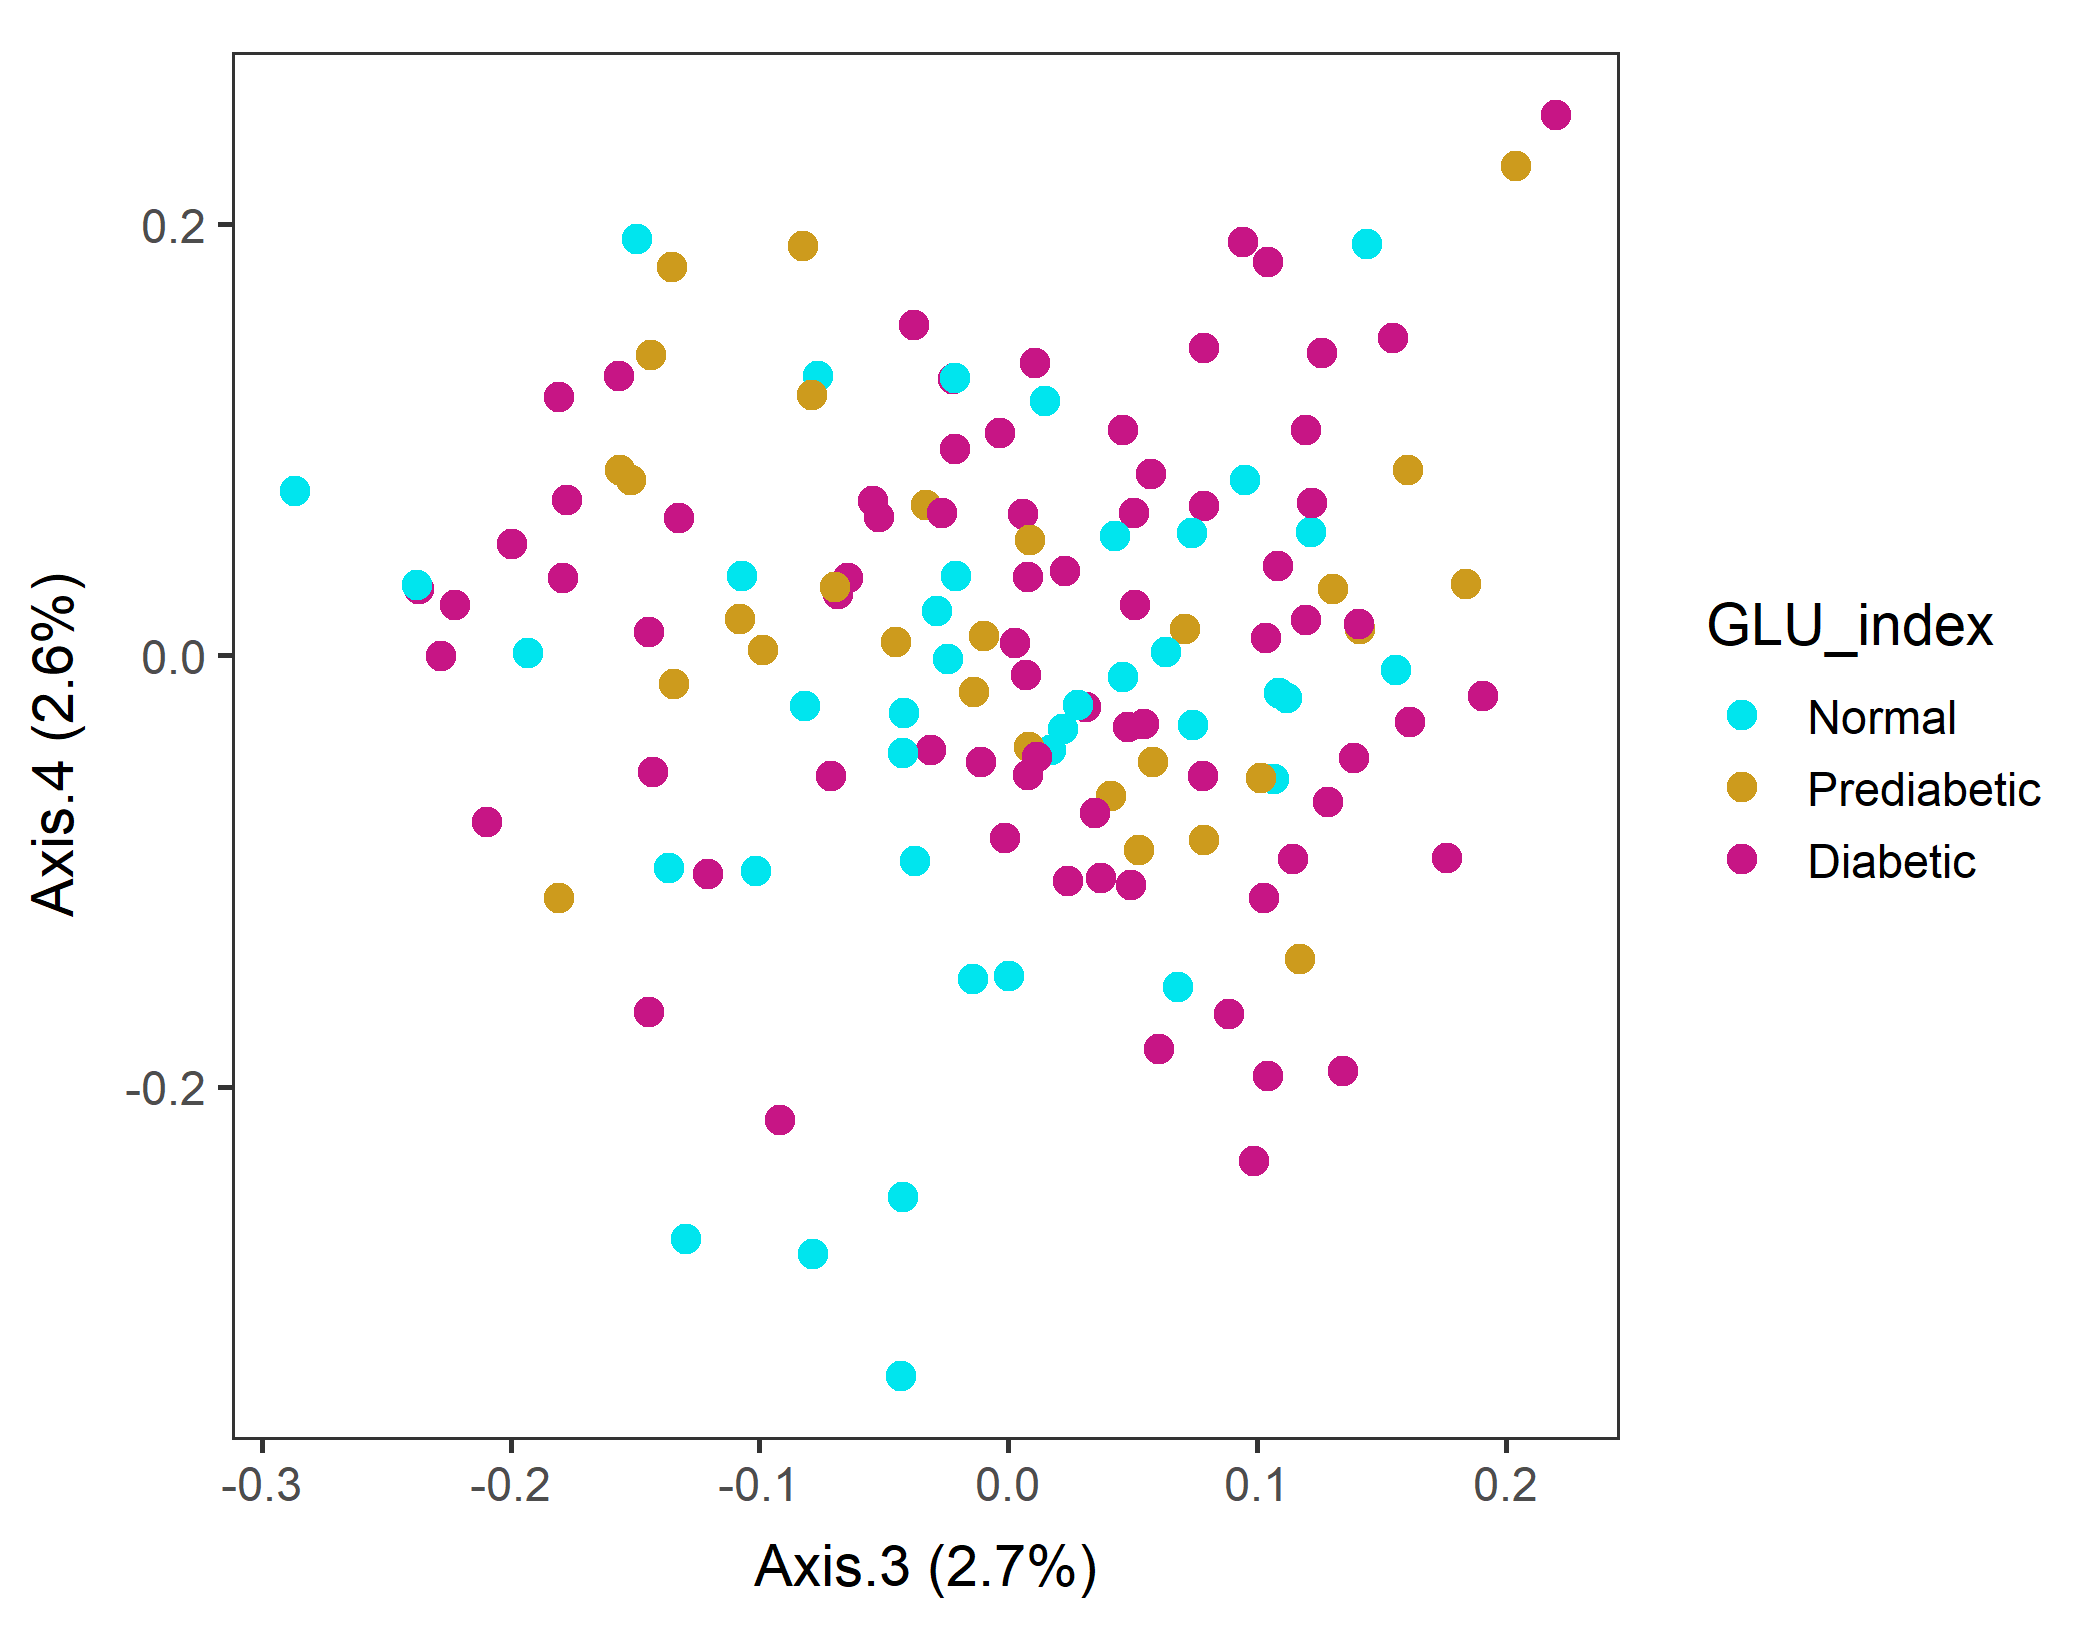 0.2
0.0
-0.2
Axis.4 (2.6%)
-0.3
-0.2
-0.1
0.0
0.1
0.2
Axis.3 (2.7%)
GLU_index
Normal
Prediabetic
Diabetic